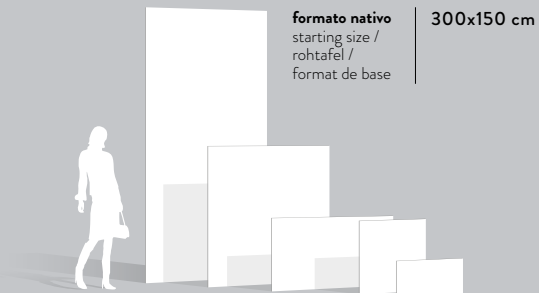 formato nativo
starting size /
rohtafel /
format de base
300x150 cm